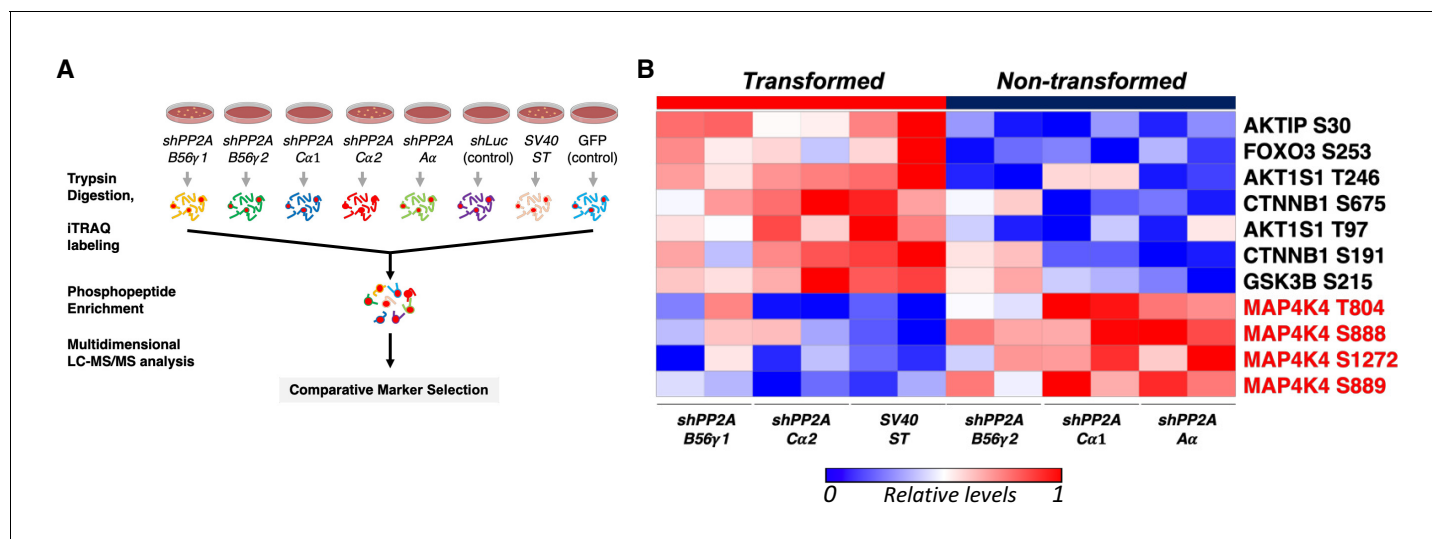 A
shPP2A
B56γ1
shPP2A
B56γ2
shPP2A
Cα1
shPP2A
Cα2
shPP2A
Aα
shLuc
(control)
SV40
ST
GFP
(control)
Trypsin
Digestion,
iTRAQ
labeling
Phosphopeptide
Enrichment
Multidimensional
LC-MS/MS analysis
Comparative Marker Selection
B
Transformed
Non-transformed
AKTIP S30
FOXO3 S253
AKT1S1 T246
CTNNB1 S675
AKT1S1 T97
CTNNB1 S191
GSK3B S215
MAP4K4 T804
MAP4K4 S888
MAP4K4 S1272
MAP4K4 S889
shPP2A
B56γ1
shPP2A
Cα2
SV40
ST
shPP2A
B56γ2
shPP2A
Cα1
shPP2A
Aα
0 Relative levels 1